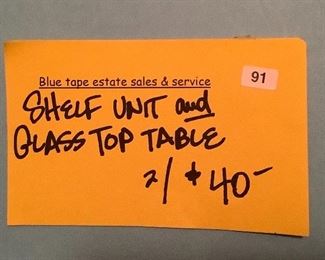 Blue tape estate sales & service
91
SHELF UNIT and
GLASS TOP TABLE
2/ $40-